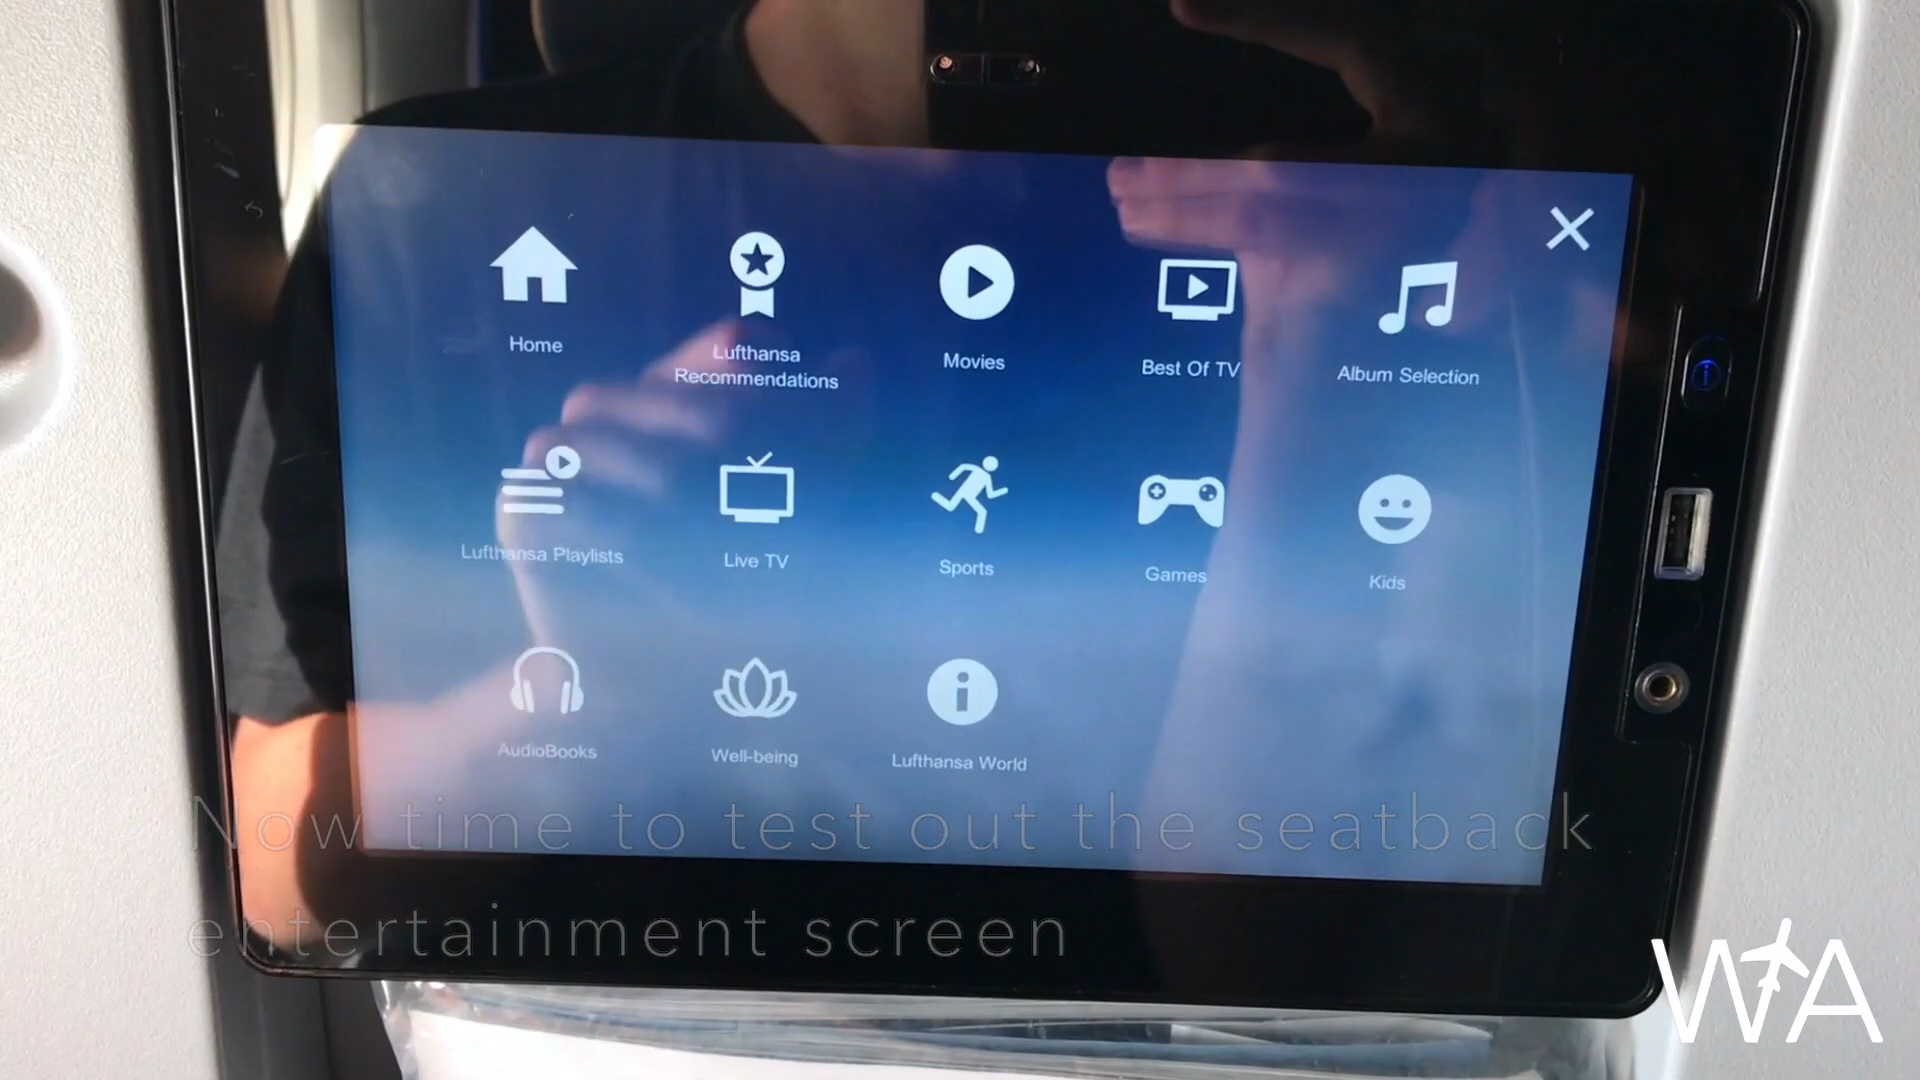 Home
Lufthansa
Recommendations
Movies
Best Of TV
Album Selection
Lufthansa Playlists
Live TV
Sports
Games
Kids
AudioBooks
Well-being
Lufthansa World
Now time to test out the seatback
entertainment screen
WA